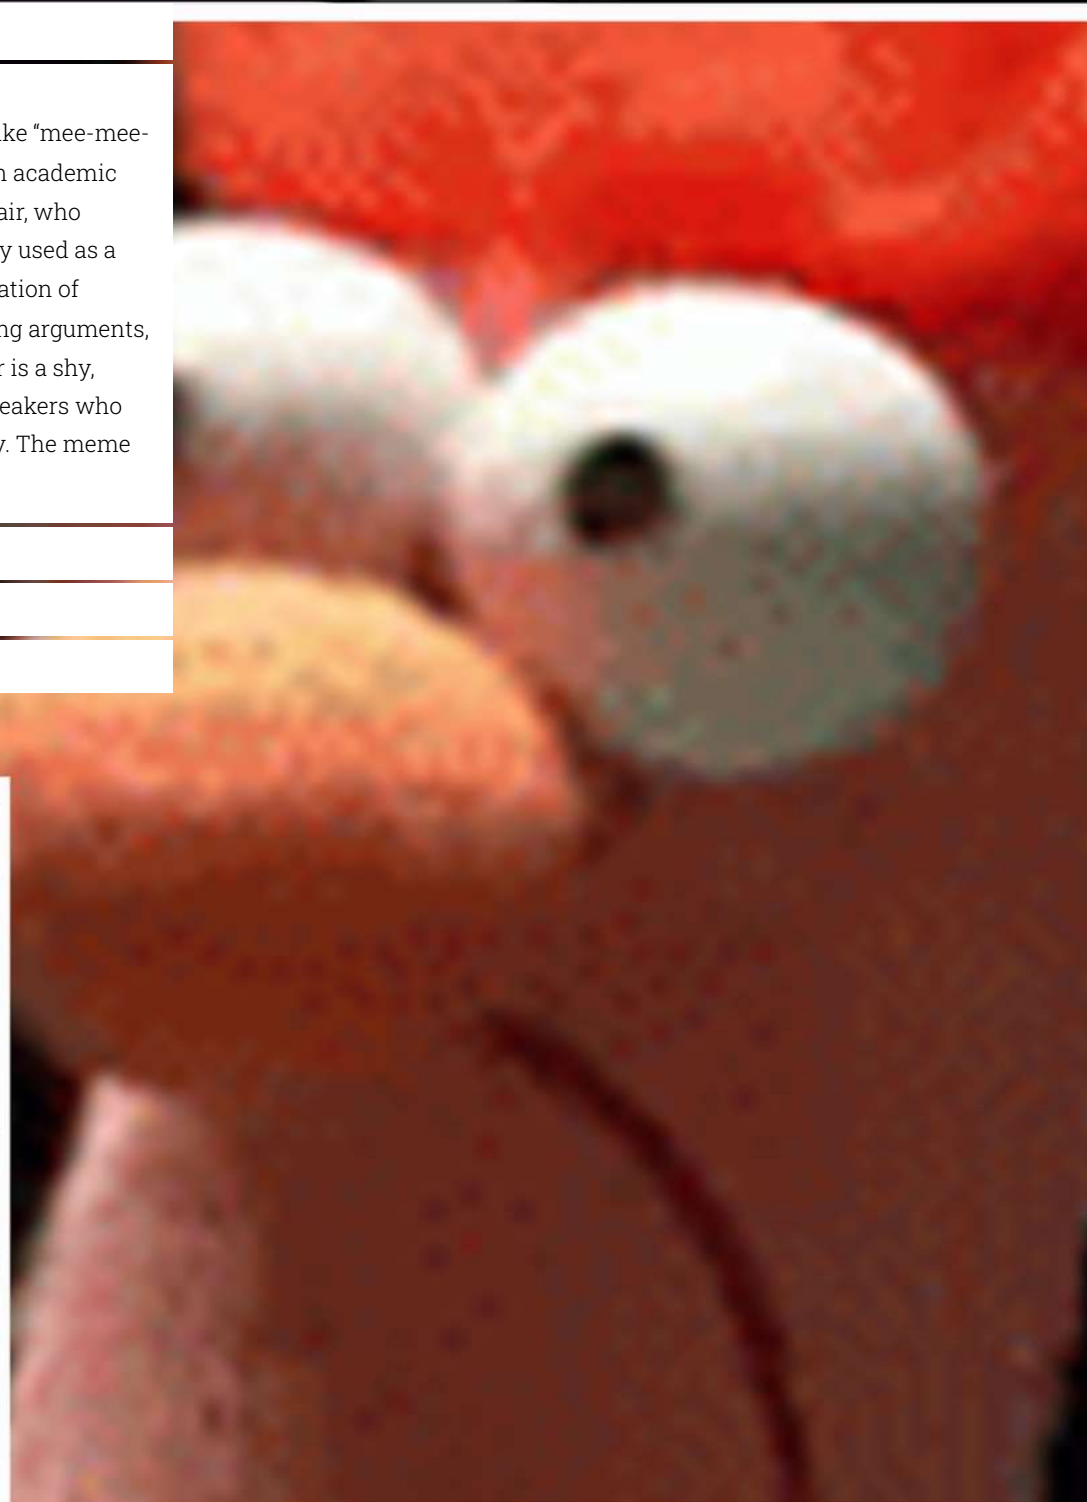 ke “mee-mee-
academic
air, who
y used as a
ation of
ng arguments,
r is a shy,
eakers who
y. The meme